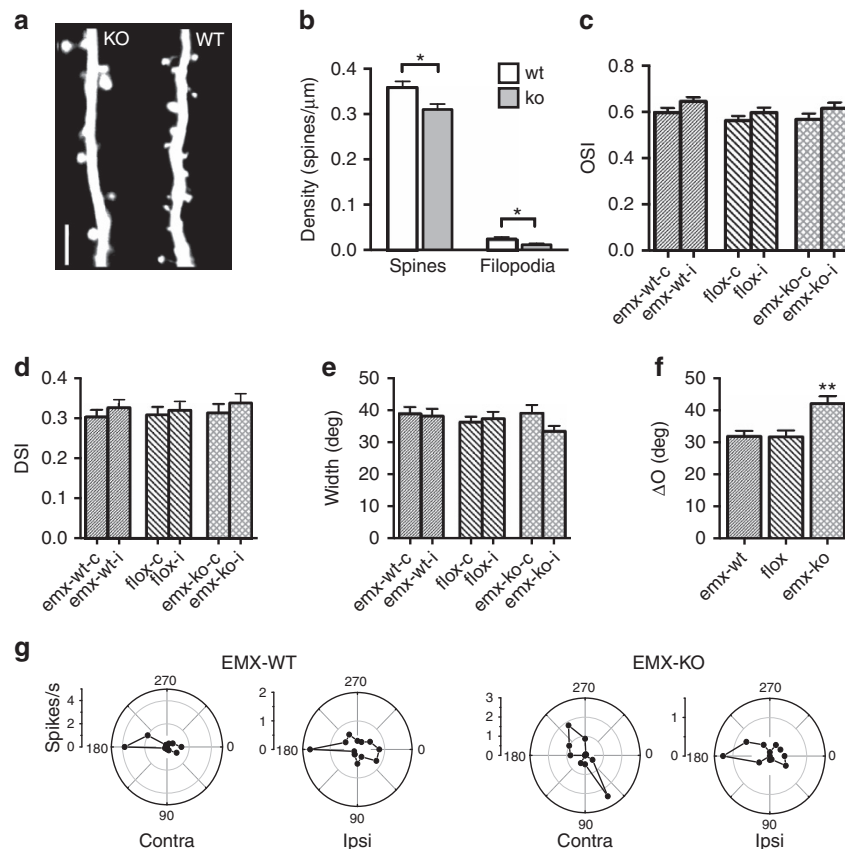 a
KO
WT
b
Density (spines/μm)
0.4
0.3
0.2
0.1
0.0
*
*
wt
ko
Spines
Filopodia
c
OSI
0.8
0.6
0.4
0.2
0.0
emx-wt-c
emx-wt-i
flox-c
flox-i
emx-ko-c
emx-ko-i
d
DSI
0.4
0.3
0.2
0.1
0.0
emx-wt-c
emx-wt-i
flox-c
flox-i
emx-ko-c
emx-ko-i
e
Width (deg)
50
40
30
20
10
0
emx-wt-c
emx-wt-i
flox-c
flox-i
emx-ko-c
emx-ko-i
f
ΔO (deg)
50
40
30
20
10
0
**
emx-wt
flox
emx-ko
g
EMX-WT
EMX-KO
Spikes/s
4
2
0
270
180
0
90
Contra
2
1
0
270
180
0
90
Ipsi
3
2
1
0
270
180
0
90
Contra
1
0
270
180
0
90
Ipsi